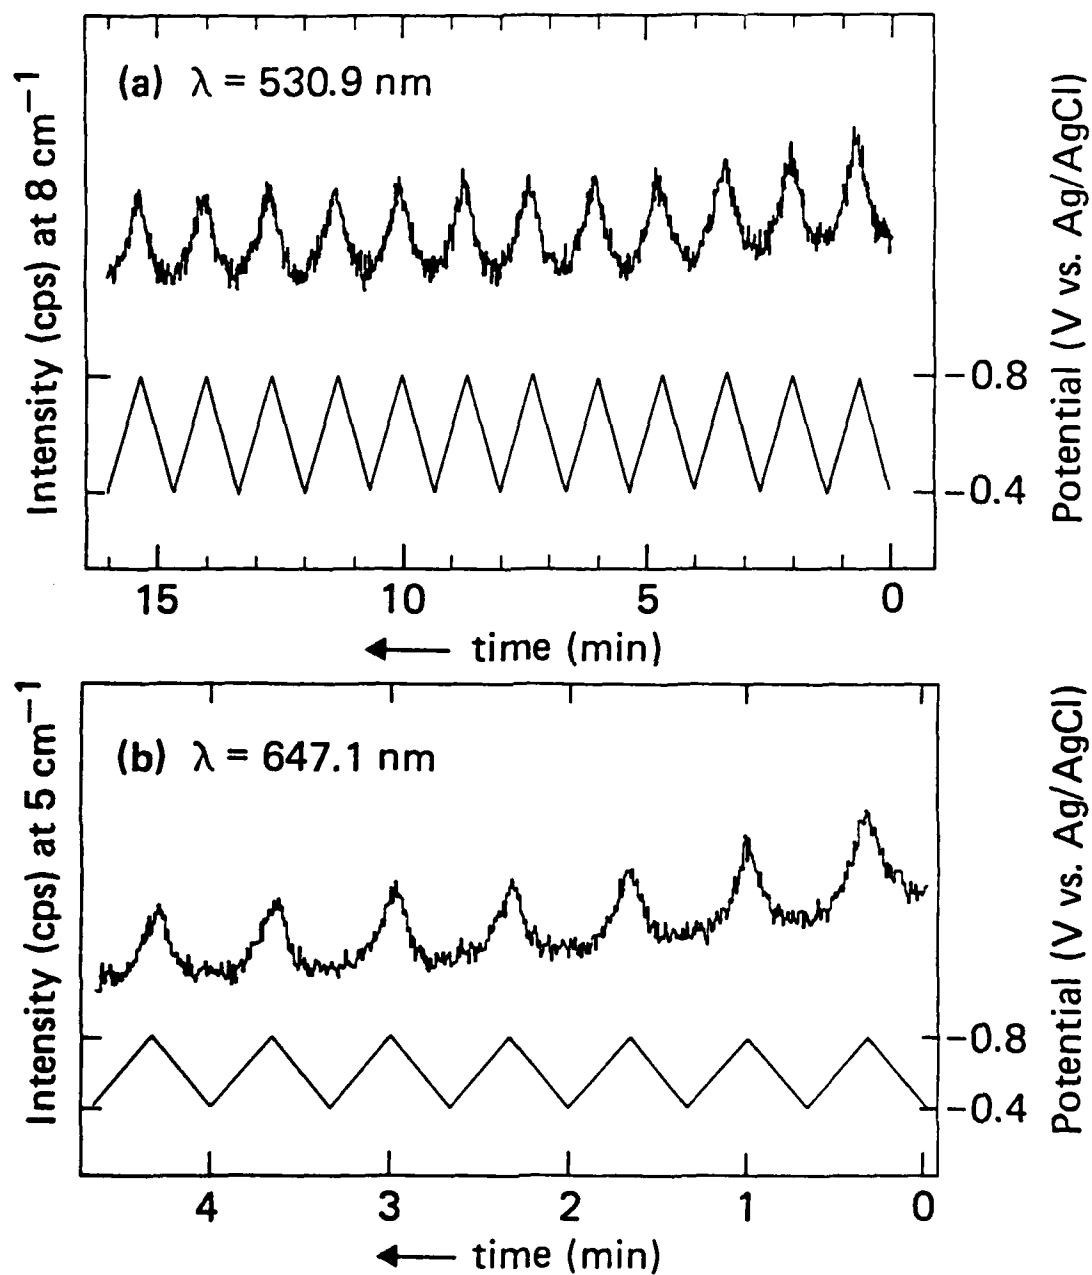 (a) λ = 530.9 nm
Intensity (cps) at 8 cm−1
Potential (V vs. Ag/AgCl)
−0.8
−0.4
15 10 5 0
time (min)
(b) λ = 647.1 nm
Intensity (cps) at 5 cm−1
Potential (V vs. Ag/AgCl)
−0.8
−0.4
4 3 2 1 0
time (min)